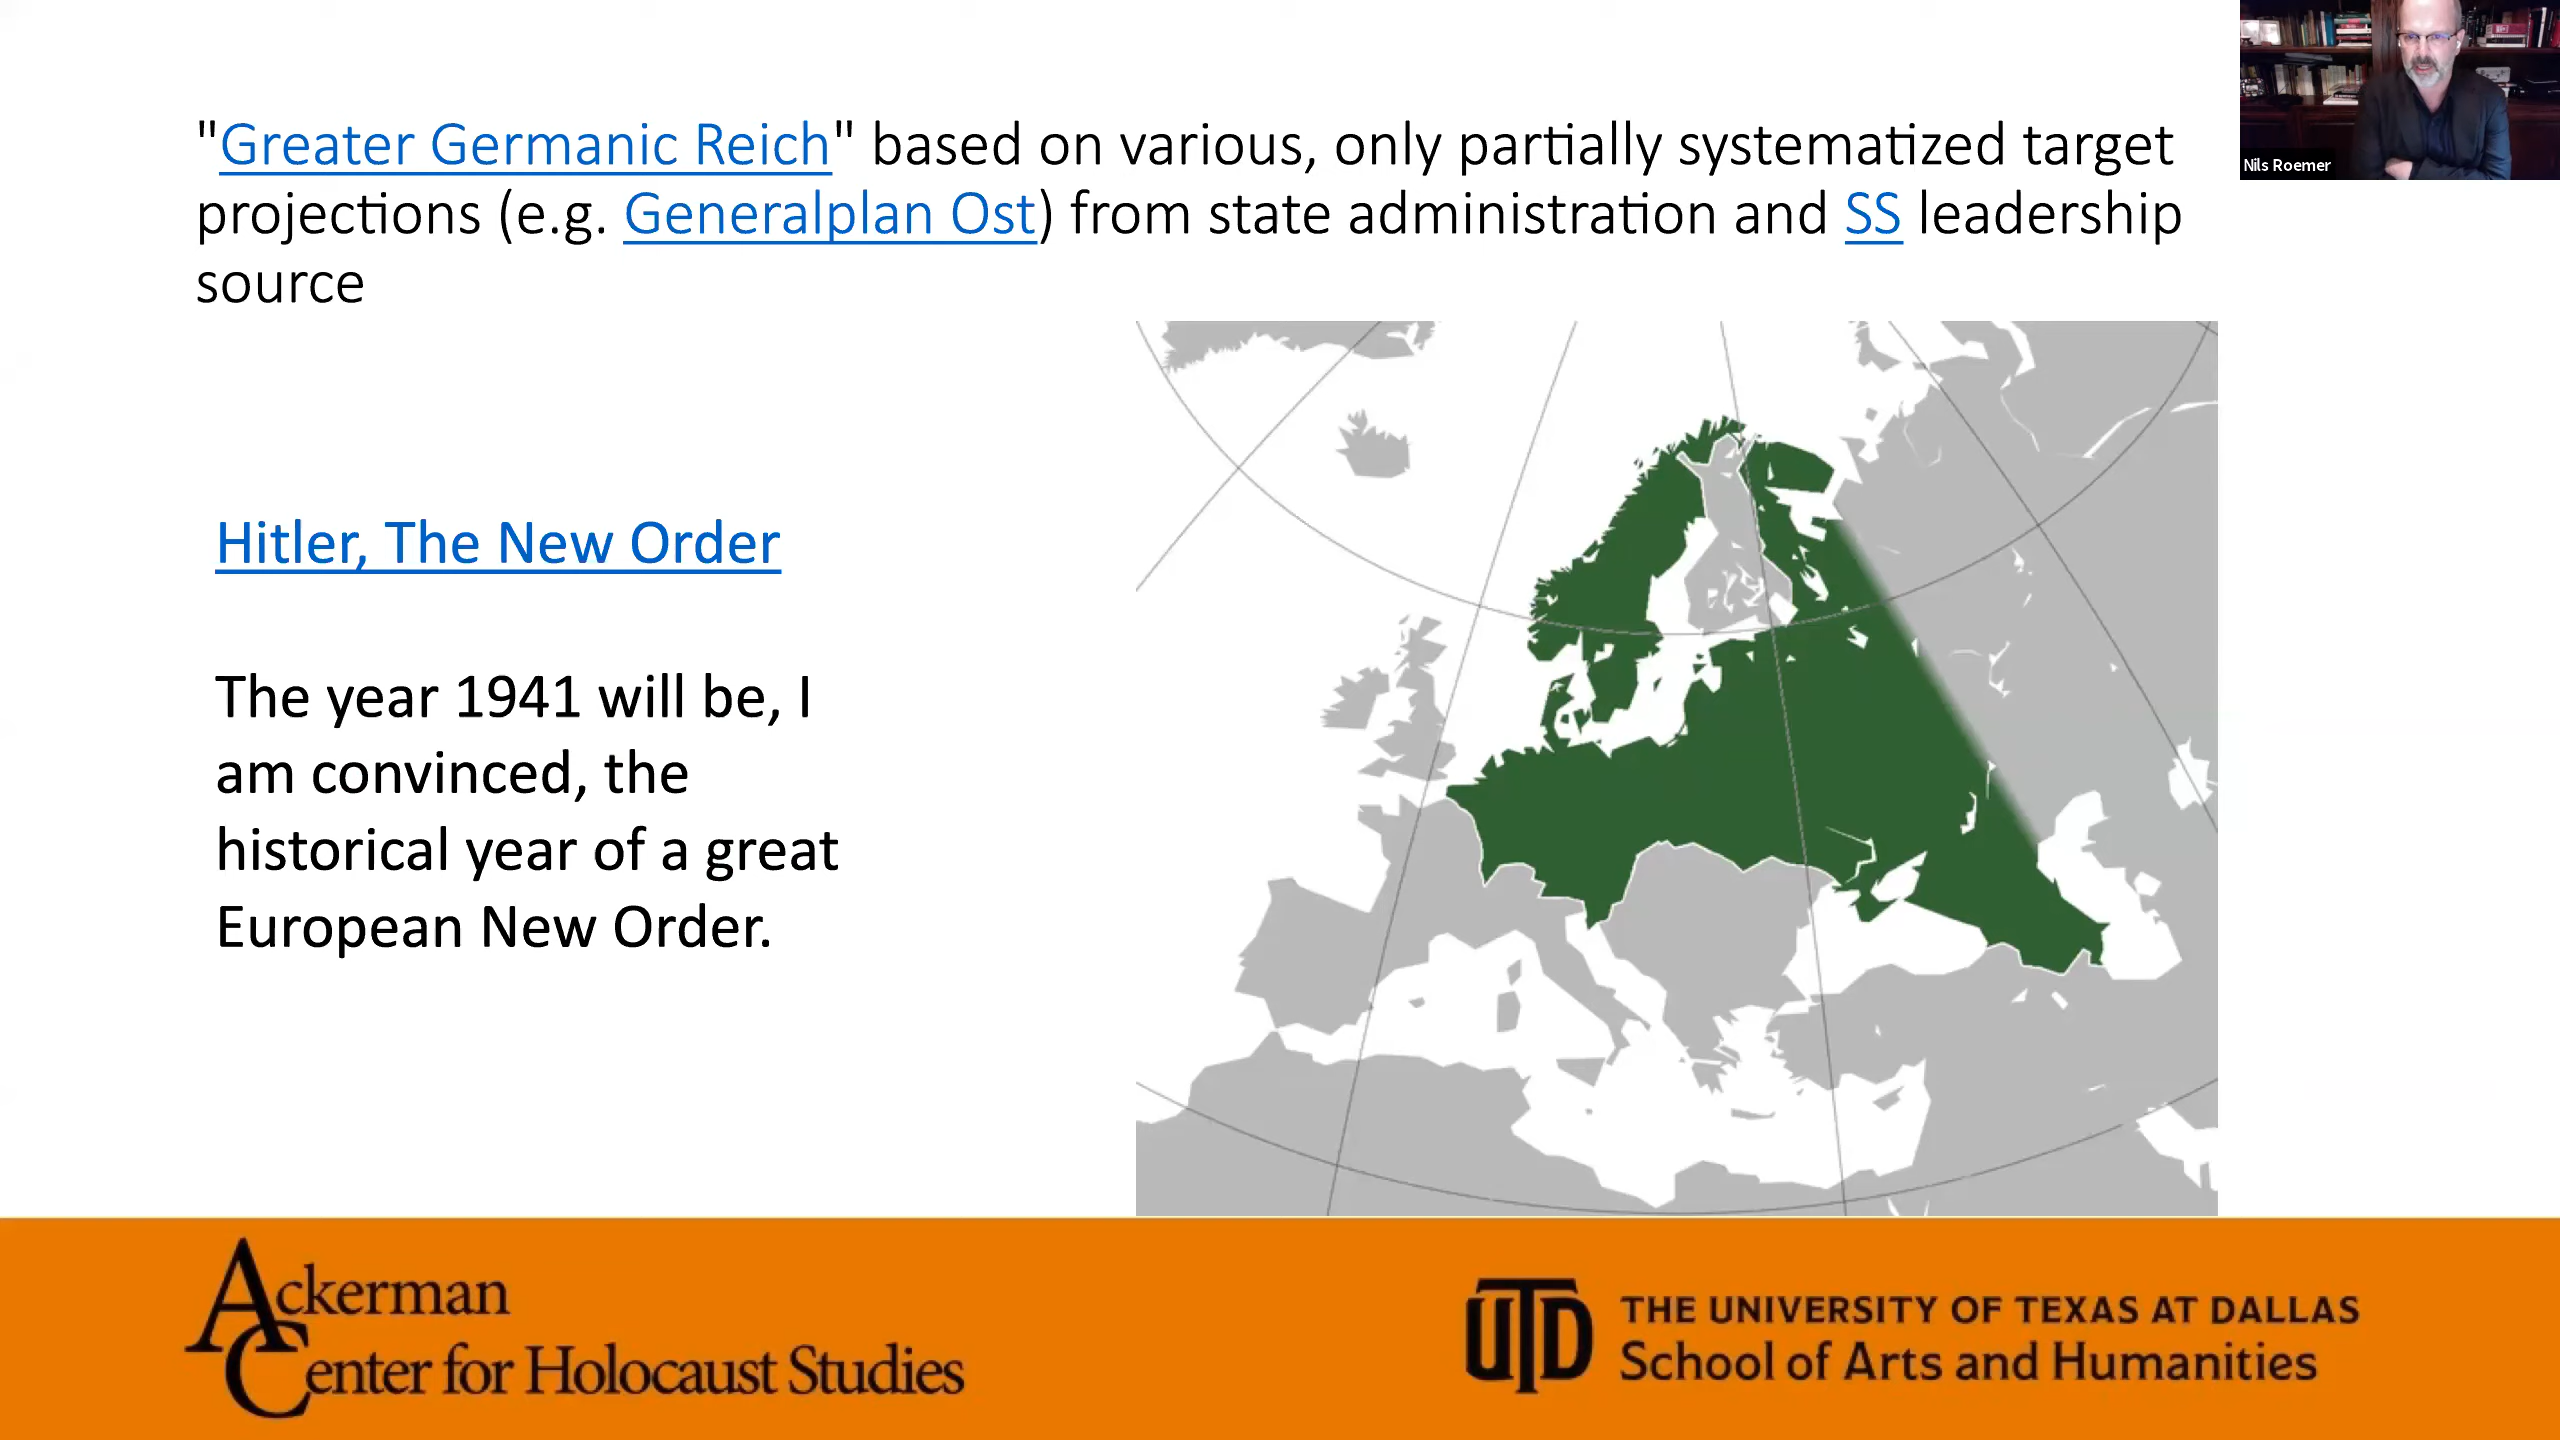 "Greater Germanic Reich" based on various, only partially systematized target
projections (e.g. Generalplan Ost) from state administration and SS leadership
source
Nils Roemer
Hitler, The New Order
The year 1941 will be, I
am convinced, the
historical year of a great
European New Order.
Ackerman
Center for Holocaust Studies
UTD
THE UNIVERSITY OF TEXAS AT DALLAS
School of Arts and Humanities